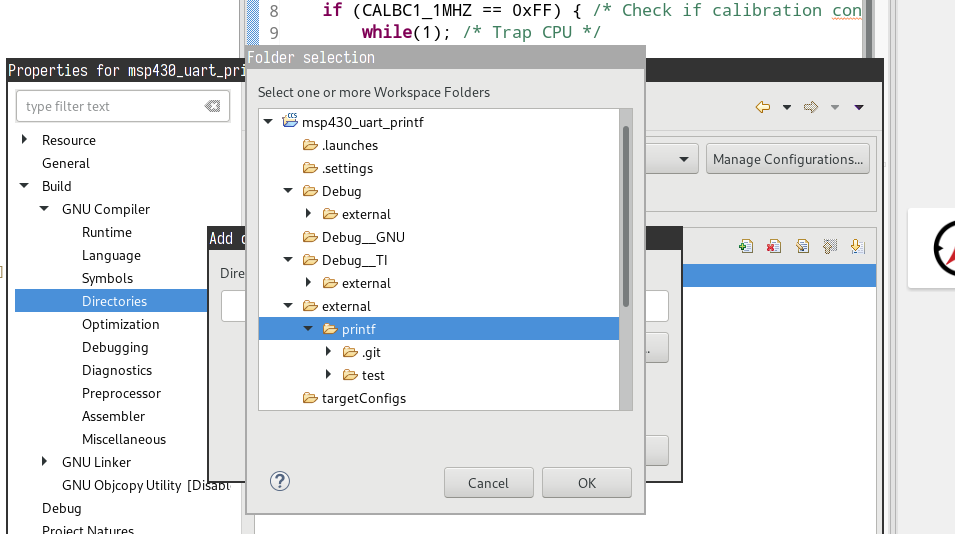 8 if (CALBC1_1MHZ == 0xFF) { /* Check if calibration con
9 while(1); /* Trap CPU */
Folder selection
Properties for msp430_uart_pri
Select one or more Workspace Folders
type filter text
msp430_uart_printf
Resource
.launches
Manage Configurations...
General
.settings
Build
Debug
GNU Compiler
external
Runtime
Debug__GNU
Add
Language
Debug__TI
Dire
Symbols
external
Directories
external
Optimization
printf
Debugging
.git
Diagnostics
test
Preprocessor
targetConfigs
Assembler
Miscellaneous
GNU Linker
GNU Objcopy Utility [Disabl
Cancel
OK
Debug
Project Natures